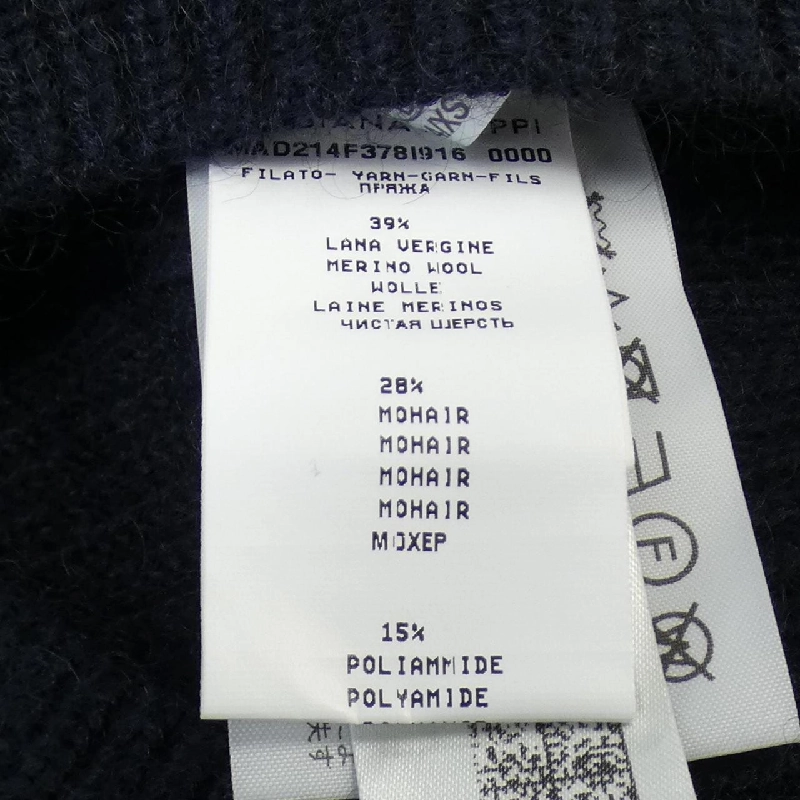 PPI
MAD214F378I916 0000
FILATO- YARN-GARN-FILS
ПРЯЖА
39%
LANA VERGINE
MERINO WOOL
WOLLE
LAINE MERINOS
ЧИСТАЯ ШЕРСТЬ
28%
MOHAIR
MOHAIR
MOHAIR
MOHAIR
МОХЕР
15%
POLIAMMIDE
POLYAMIDE
F
W